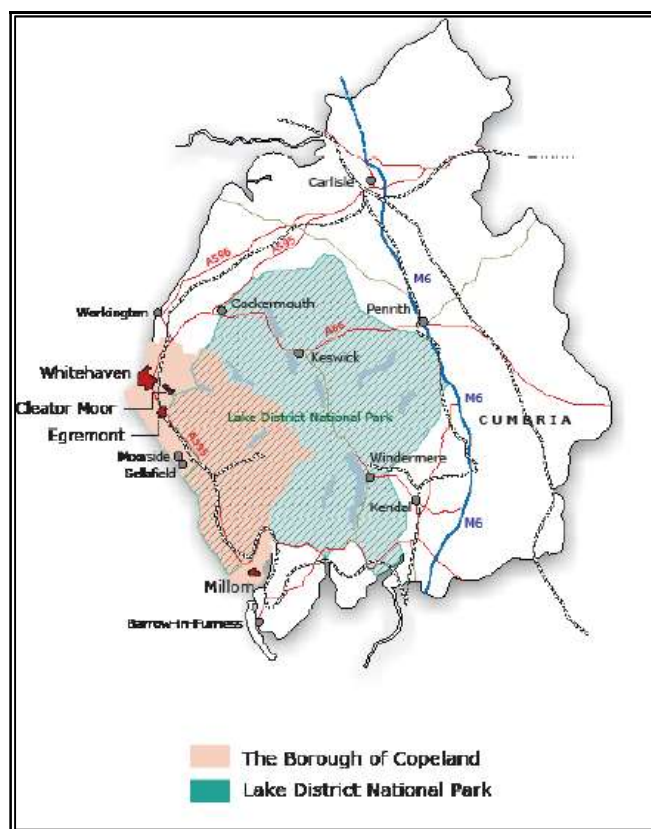 Carlisle
A596
A595
M6
Workington
Cockermouth
Penrith
A66
Keswick
Whitehaven
M6
Cleator Moor
CUMBRIA
Lake District National Park
Egremont
A595
Windermere
Moorside
Sellafield
Kendal
M6
Millom
Barrow-in-Furness
The Borough of Copeland
Lake District National Park